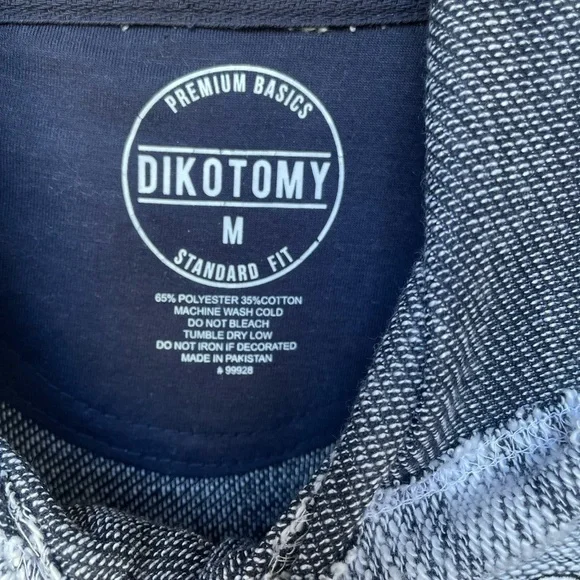 PREMIUM BASICS
DIKOTOMY
M
STANDARD FIT
65% POLYESTER 35%COTTON
MACHINE WASH COLD
DO NOT BLEACH
TUMBLE DRY LOW
DO NOT IRON IF DECORATED
MADE IN PAKISTAN
& 99928